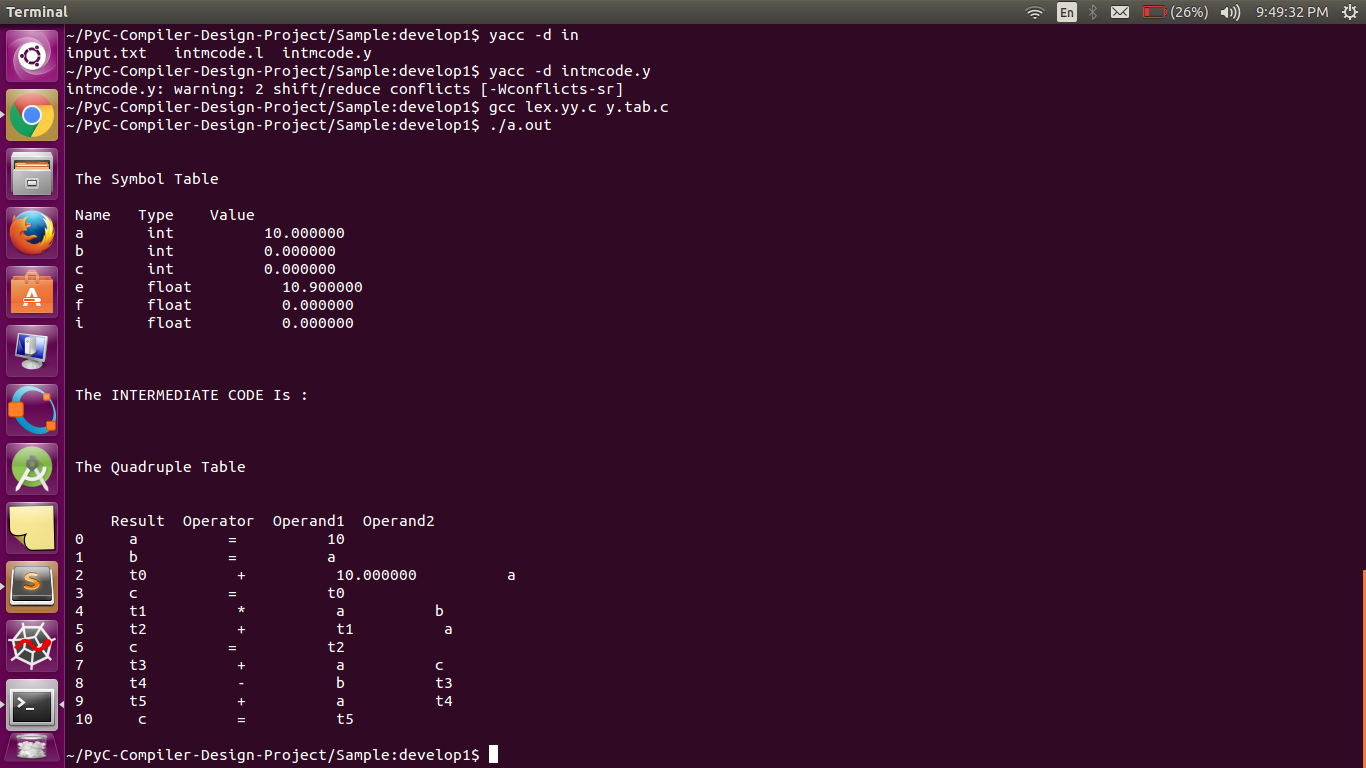 Terminal
En (26%) 9:49:32 PM
~/PyC-Compiler-Design-Project/Sample:develop1$ yacc -d in
input.txt   intmcode.l  intmcode.y
~/PyC-Compiler-Design-Project/Sample:develop1$ yacc -d intmcode.y
intmcode.y: warning: 2 shift/reduce conflicts [-Wconflicts-sr]
~/PyC-Compiler-Design-Project/Sample:develop1$ gcc lex.yy.c y.tab.c
~/PyC-Compiler-Design-Project/Sample:develop1$ ./a.out
The Symbol Table
Name   Type    Value
a       int          10.000000
b       int          0.000000
c       int          0.000000
e       float          10.900000
f       float          0.000000
i       float          0.000000
The INTERMEDIATE CODE Is :
The Quadruple Table
Result  Operator  Operand1  Operand2
0     a          =          10
1     b          =          a
2     t0          +          10.000000          a
3     c          =          t0
4     t1          *          a          b
5     t2          +          t1          a
6     c          =          t2
7     t3          +          a          c
8     t4          -          b          t3
9     t5          +          a          t4
10     c          =          t5
~/PyC-Compiler-Design-Project/Sample:develop1$